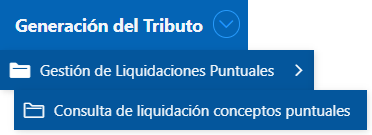 Generación del Tributo
Gestión de Liquidaciones Puntuales
Consulta de liquidación conceptos puntuales